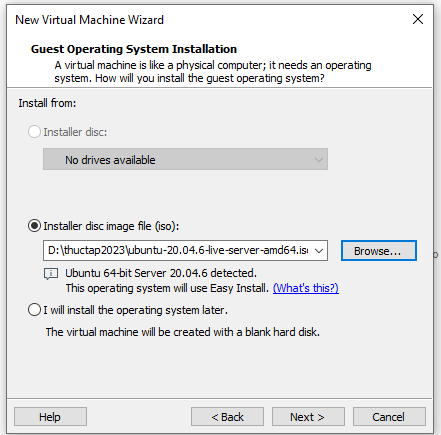 New Virtual Machine Wizard
Guest Operating System Installation
A virtual machine is like a physical computer; it needs an operating
system. How will you install the guest operating system?
Install from:
Installer disc:
No drives available
Installer disc image file (iso):
D:\thuctap2023\ubuntu-20.04.6-live-server-amd64.iso
Browse...
Ubuntu 64-bit Server 20.04.6 detected.
This operating system will use Easy Install. (What's this?)
I will install the operating system later.
The virtual machine will be created with a blank hard disk.
Help
< Back
Next >
Cancel